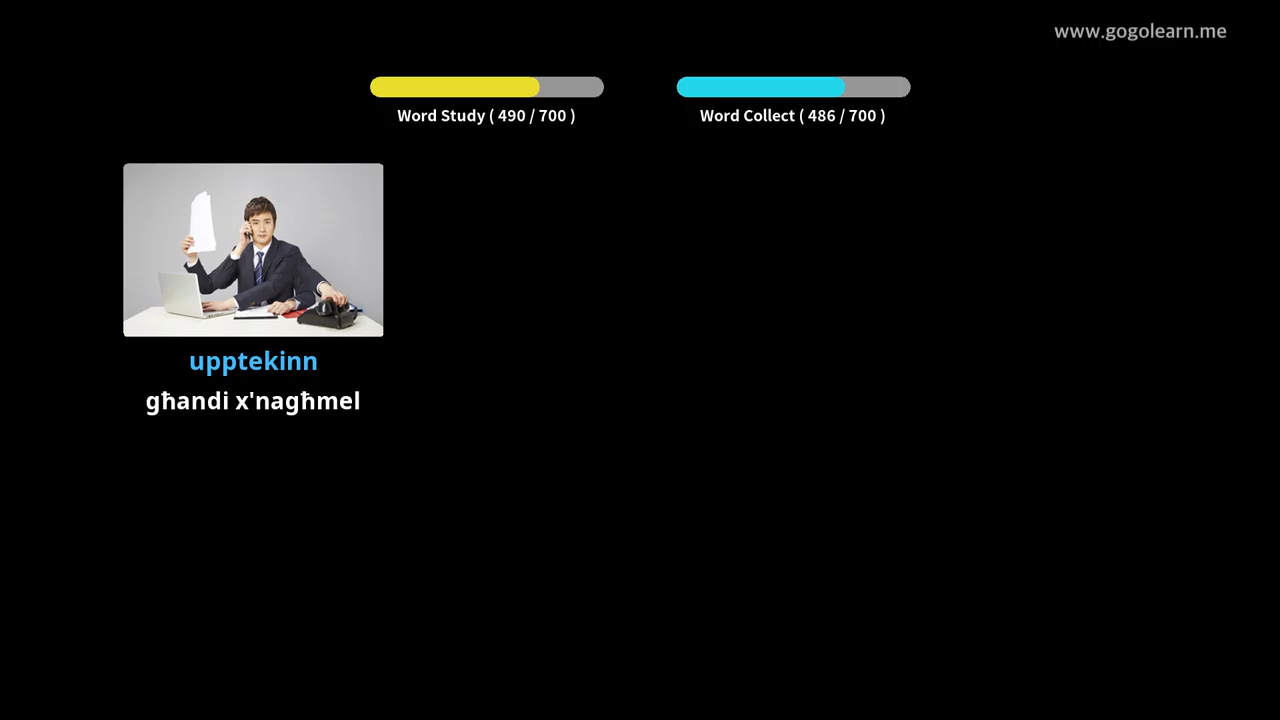 www.gogolearn.me
Word Study ( 490 / 700 )
Word Collect ( 486 / 700 )
upptekinn
għandi x'nagħmel